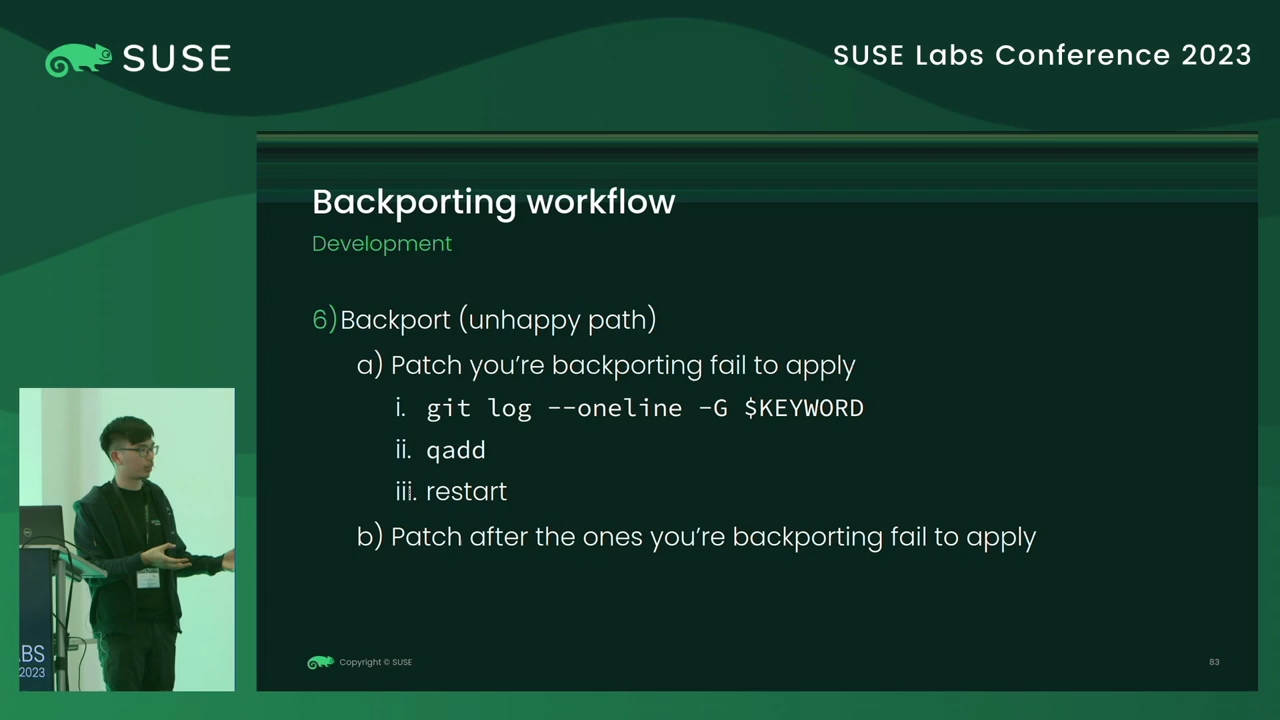 SUSE
SUSE Labs Conference 2023
Backporting workflow
Development
6) Backport (unhappy path)
a) Patch you're backporting fail to apply
i. git log --oneline -G $KEYWORD
ii. qadd
iii. restart
b) Patch after the ones you're backporting fail to apply
ABS
2023
Copyright © SUSE
83